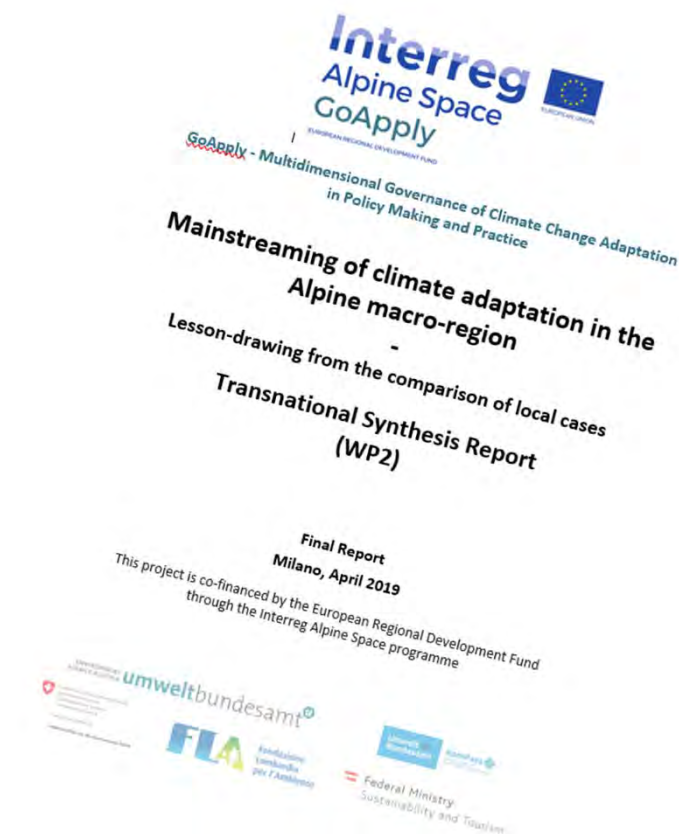 Interreg
Alpine Space
GoApply
EUROPEAN UNION
EUROPEAN REGIONAL DEVELOPMENT FUND
GoApply - Multidimensional Governance of Climate Change Adaptation
in Policy Making and Practice
Mainstreaming of climate adaptation in the
Alpine macro-region
-
Lesson-drawing from the comparison of local cases
Transnational Synthesis Report
(WP2)
Final Report
Milano, April 2019
This project is co-financed by the European Regional Development Fund
through the Interreg Alpine Space programme
umweltbundesamt
FLA
Fondazione
Lombardia
per l'Ambiente
Umwelt
Bundesamt
KomPass
Federal Ministry
Sustainability and Tourism